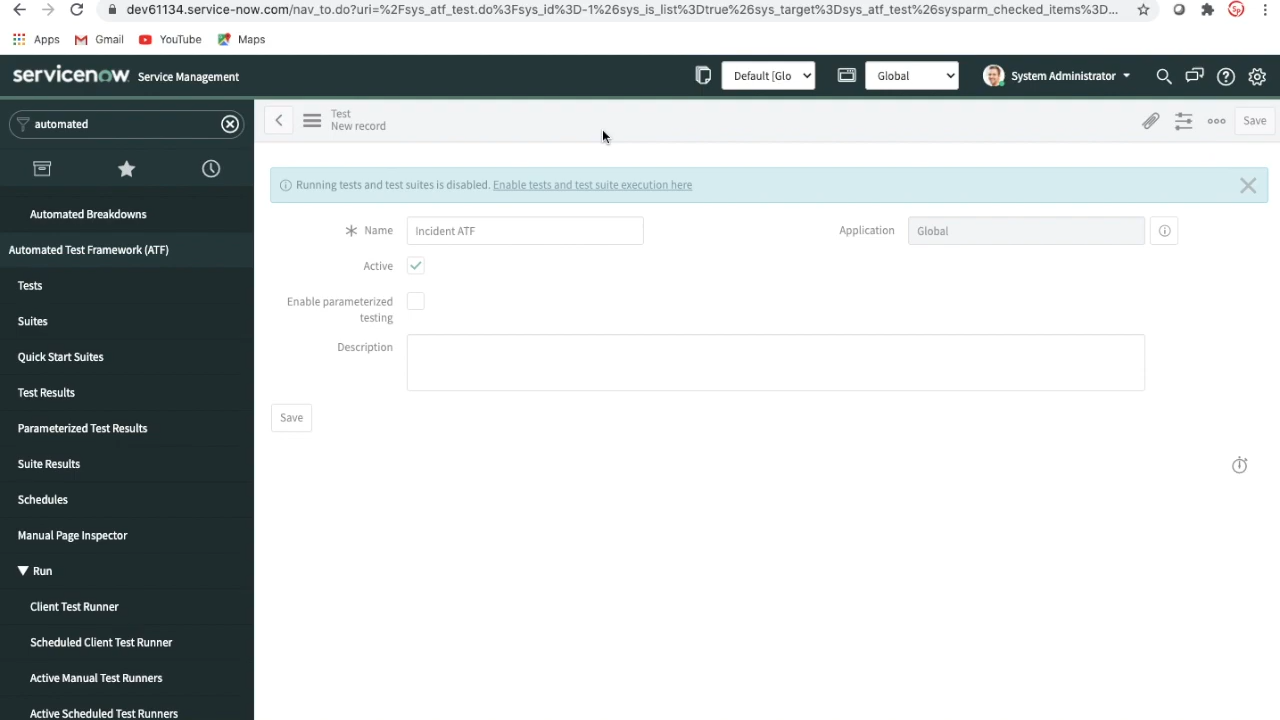 dev61134.service-now.com/nav_to.do?uri=%2Fsys_atf_test.do%3Fsys_id%3D-1%26sys_is_list%3Dtrue%26sys_target%3Dsys_atf_test%26sysparm_checked_items%3D...
Sp
Apps
Gmail
YouTube
Maps
servicenow
Service Management
Default [Glo
Global
System Administrator
automated
Test
New record
Save
Running tests and test suites is disabled. Enable tests and test suite execution here
Automated Breakdowns
Automated Test Framework (ATF)
Tests
Suites
Quick Start Suites
Test Results
Parameterized Test Results
Suite Results
Schedules
Manual Page Inspector
Run
Client Test Runner
Scheduled Client Test Runner
Active Manual Test Runners
Active Scheduled Test Runners
Name
Incident ATF
Application
Global
Active
Enable parameterized
testing
Description
Save